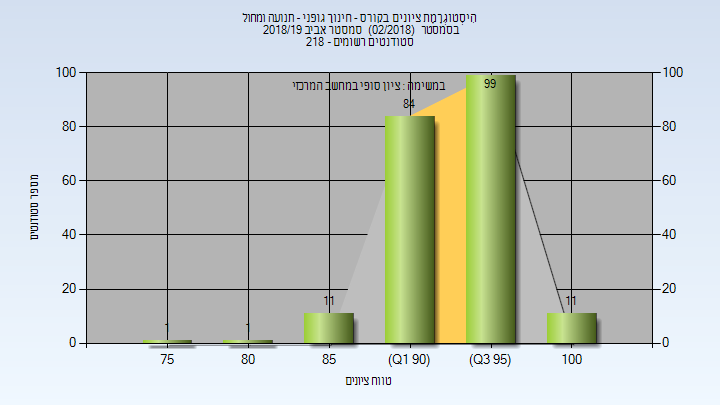 הִיסְטוֹגְרַמַת ציונים בקורס - חינוך גופני - תנועה ומחול
בסמסטר (02/2018) סמסטר אביב 2018/19
סטודנטים רשומים - 218
במשימה : ציון סופי במחשב המרכזי
100 100
80 80
60 60
40 40
20 20
0 0
1 1 11 84 99 11
75 80 85 (Q1 90) (Q3 95) 100
מספר סטודנטים
טווח ציונים